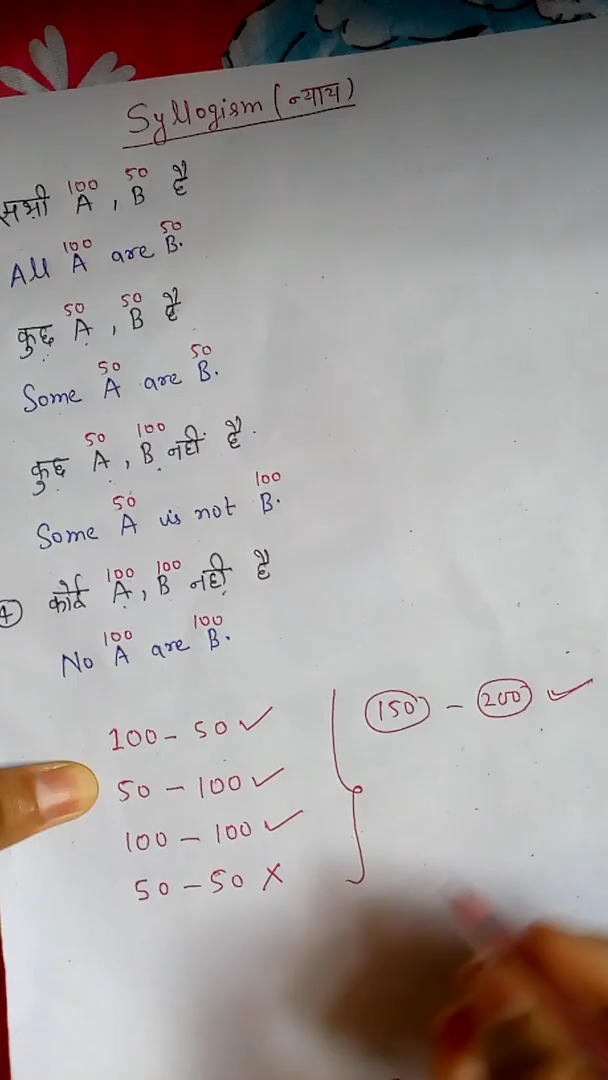 Syllogism (न्याय)
100 50
सभी A , B है
100 50
All A are B.
50 50
कुछ A , B है
50 50
Some A are B.
50 100
कुछ A , B नहीं है.
50 100
Some A is not B.
100 100
④ कोई A , B नहीं है
100 100
No A are B.
100 - 50 ✓
50 - 100 ✓
100 - 100 ✓
50 - 50 X
150 - 200 ✓